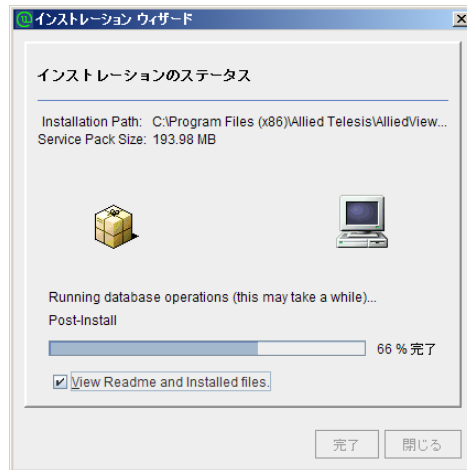 インストレーション ウィザード
インストレーションのステータス
Installation Path: C:\Program Files (x86)\Allied Telesis\AlliedView...
Service Pack Size: 193.98 MB
Running database operations (this may take a while)...
Post-Install
66 % 完了
View Readme and Installed files.
完了 閉じる